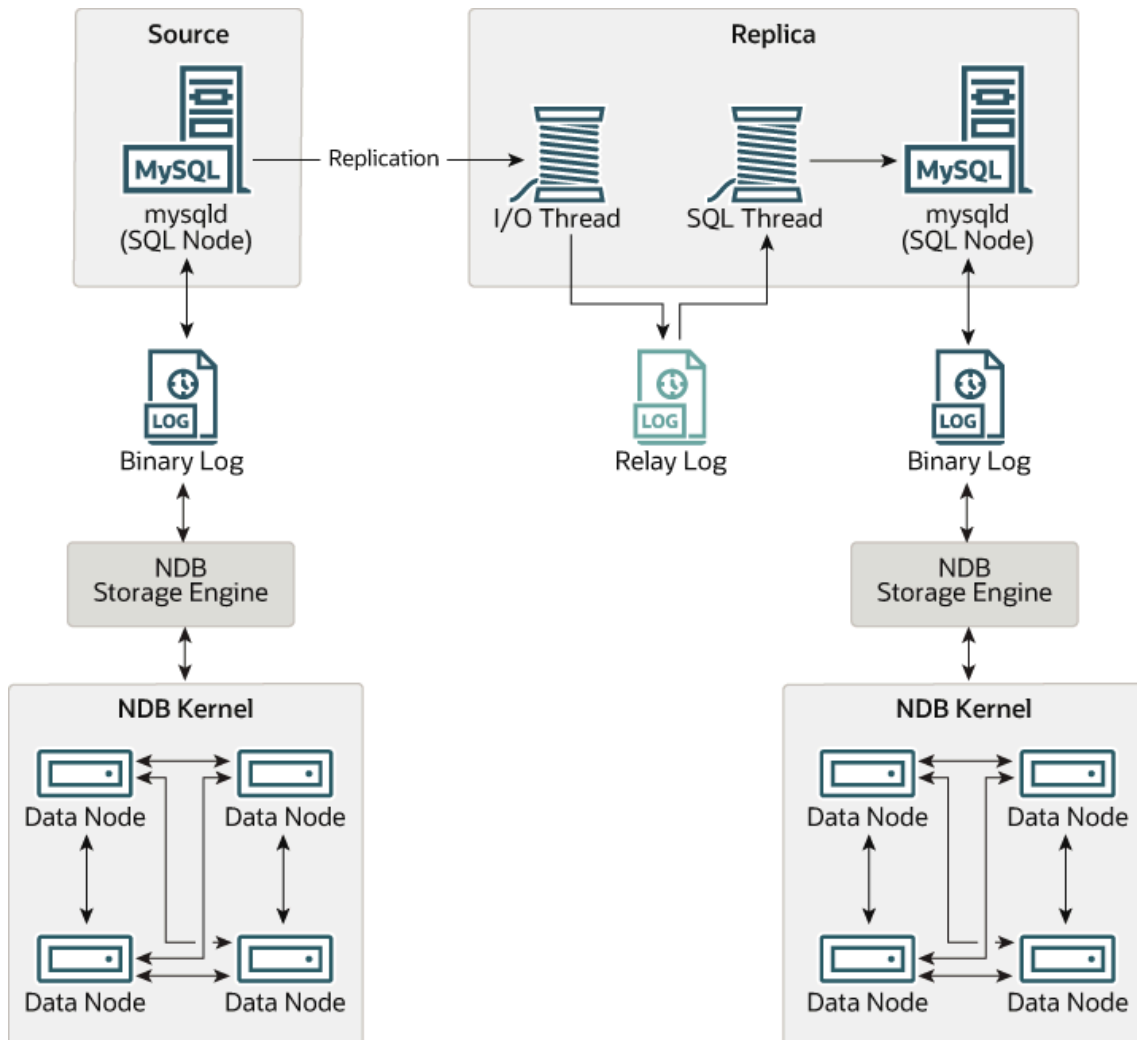 Source
Replica
MySQL
Replication
MySQL
mysqld
(SQL Node)
I/O Thread
SQL Thread
mysqld
(SQL Node)
LOG
LOG
LOG
Binary Log
Relay Log
Binary Log
NDB
Storage Engine
NDB
Storage Engine
NDB Kernel
NDB Kernel
Data Node
Data Node
Data Node
Data Node
Data Node
Data Node
Data Node
Data Node